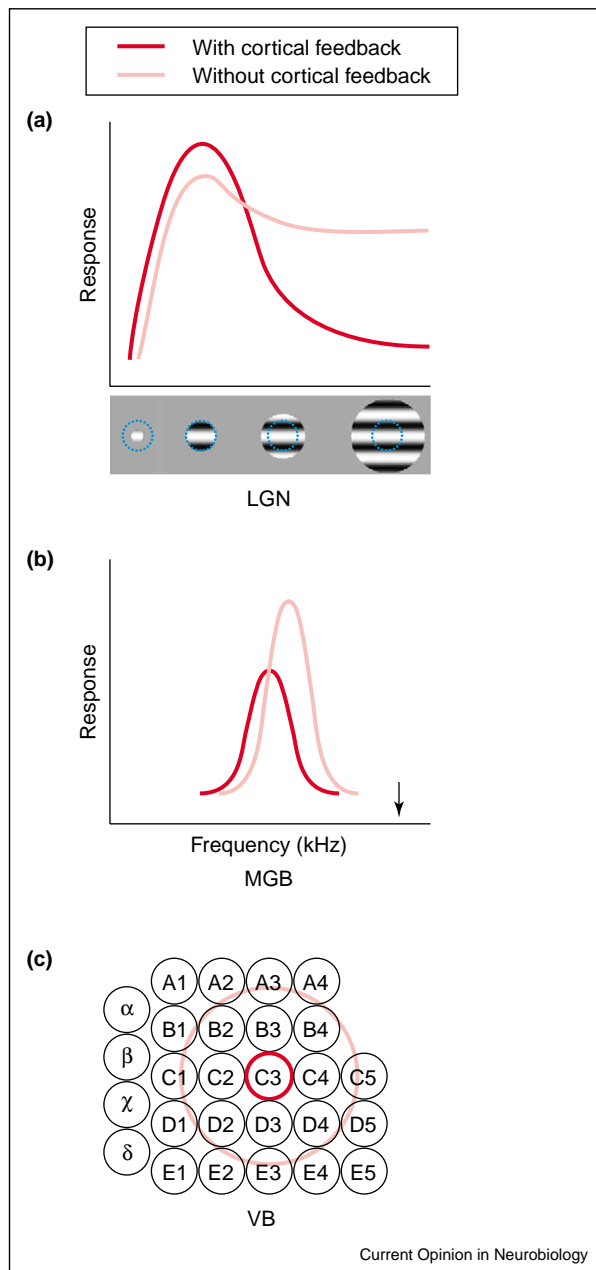 With cortical feedback
Without cortical feedback
(a)
Response
LGN
(b)
Response
Frequency (kHz)
MGB
(c)
A1 A2 A3 A4
α
B1 B2 B3 B4
β
C1 C2 C3 C4 C5
χ
D1 D2 D3 D4 D5
δ
E1 E2 E3 E4 E5
VB
Current Opinion in Neurobiology